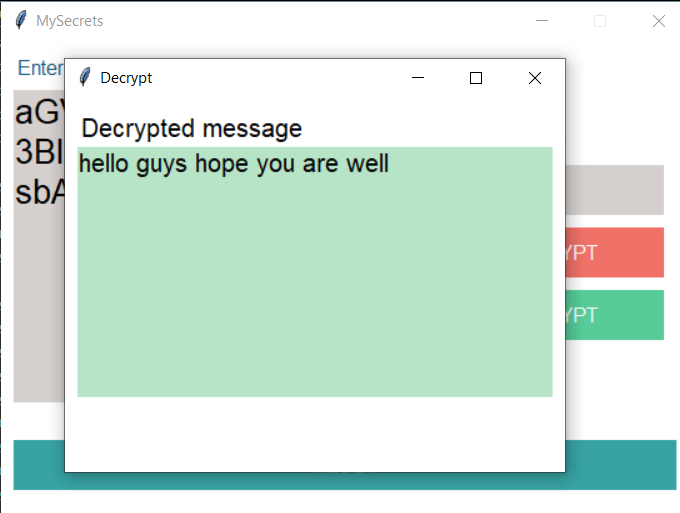 MySecrets
Enter
Decrypt
Decrypted message
hello guys hope you are well
aGV
3Bl
sbA
YPT
YPT